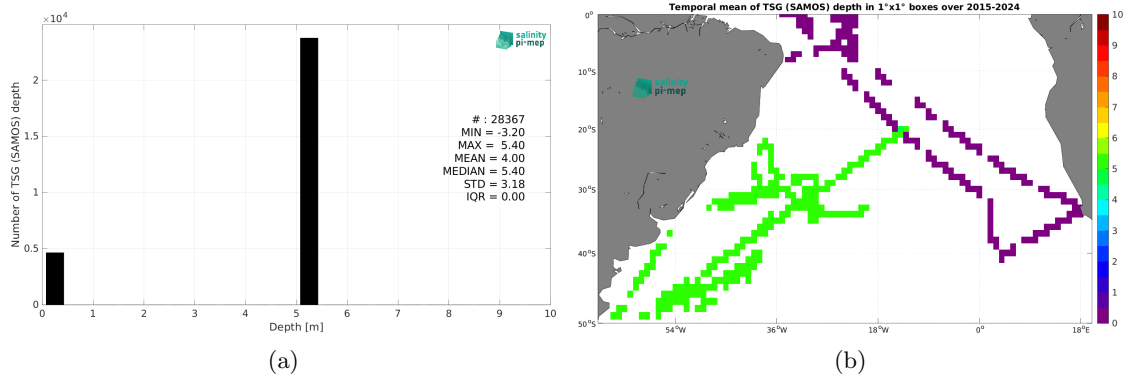 ×10⁴
Number of TSG (SAMOS) depth
2
1.5
1
0.5
0
0 1 2 3 4 5 6 7 8 9 10
Depth [m]
salinity
pi-mep
# : 28367
MIN = -3.20
MAX = 5.40
MEAN = 4.00
MEDIAN = 5.40
STD = 3.18
IQR = 0.00
(a)
Temporal mean of TSG (SAMOS) depth in 1°x1° boxes over 2015-2024
0°
10°S
20°S
30°S
40°S
50°S
54°W 36°W 18°W 0° 18°E
salinity
pi-mep
10
9
8
7
6
5
4
3
2
1
0
(b)